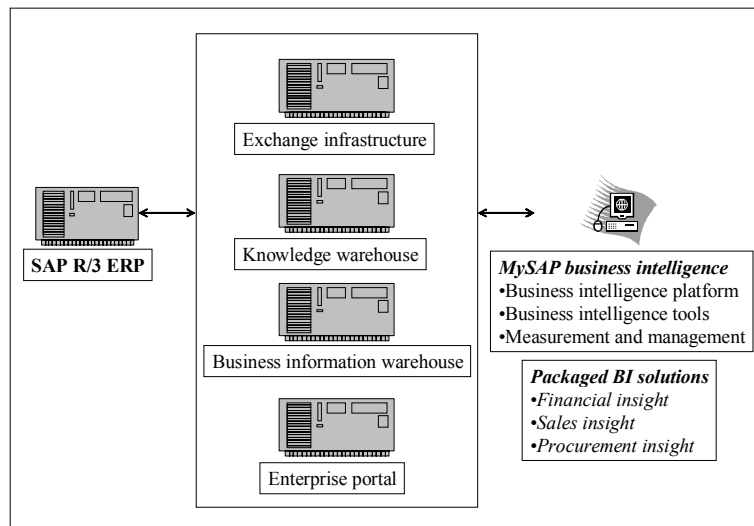 Exchange infrastructure
Knowledge warehouse
SAP R/3 ERP
Business information warehouse
Enterprise portal
MySAP business intelligence
•Business intelligence platform
•Business intelligence tools
•Measurement and management
Packaged BI solutions
•Financial insight
•Sales insight
•Procurement insight